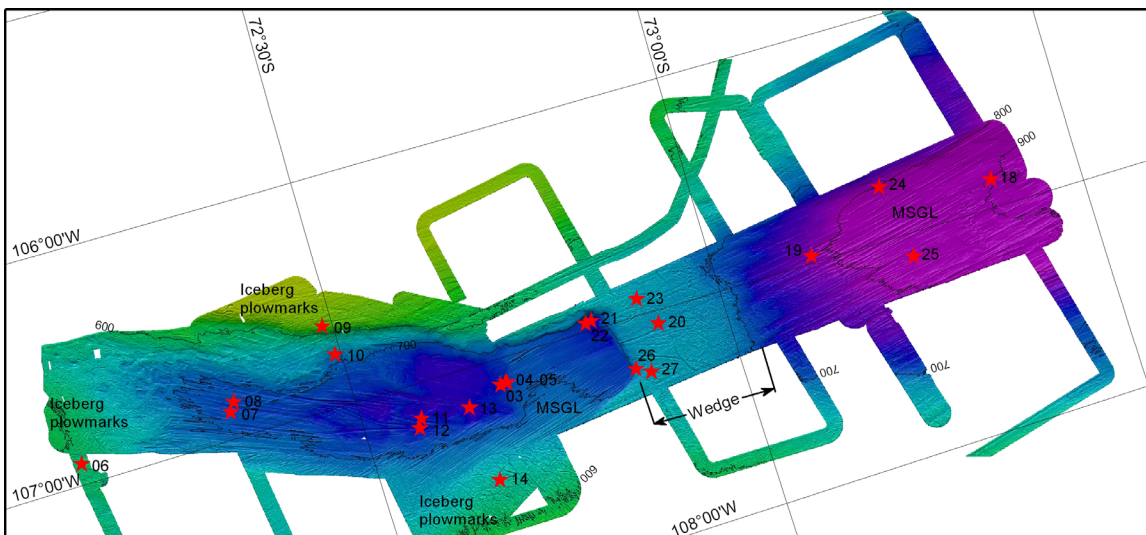 72°30'S
73°00'S
800
900
24
18
MSGL
19
25
106°00'W
Iceberg
plowmarks
600
09
700
10
23
21
22
20
26
27
04
05
03
MSGL
Wedge
700
700
Iceberg
plowmarks
08
07
11
12
13
06
14
600
Iceberg
plowmarks
107°00'W
108°00'W